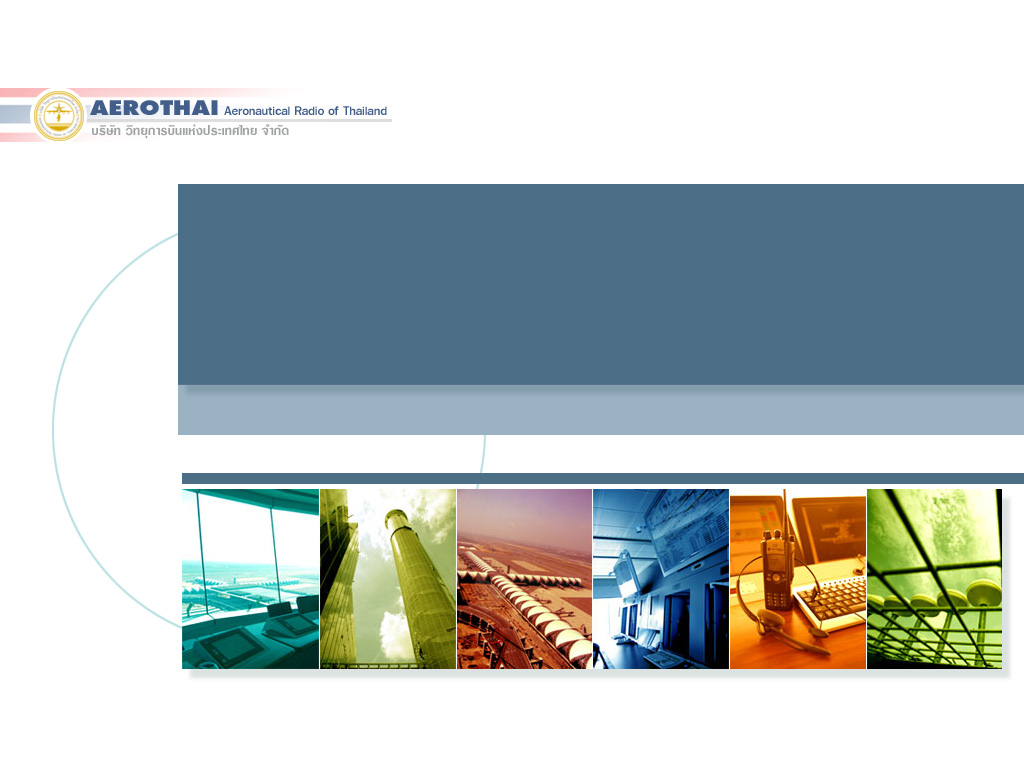 AEROTHAI Aeronautical Radio of Thailand
บริษัท วิทยุการบินแห่งประเทศไทย จำกัด